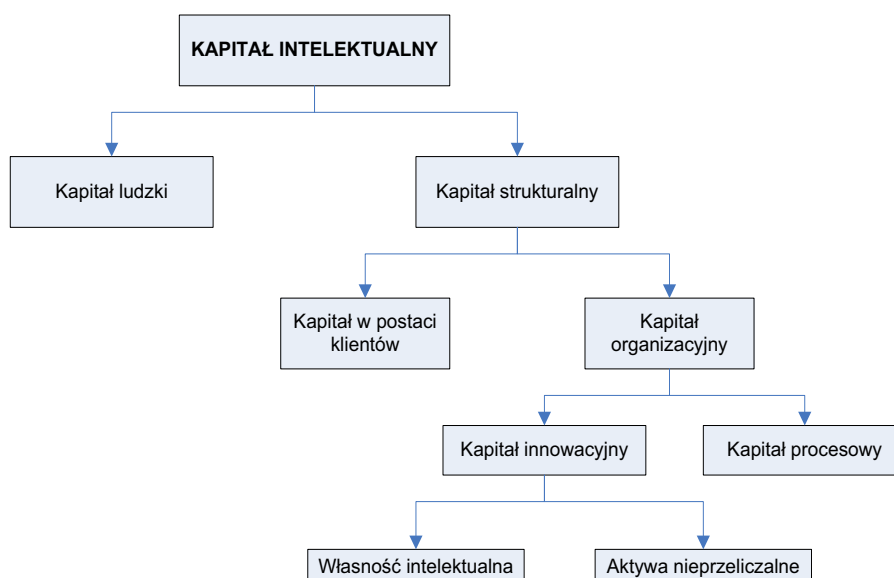 KAPITAŁ INTELEKTUALNY
Kapitał ludzki
Kapitał strukturalny
Kapitał w postaci
klientów
Kapitał
organizacyjny
Kapitał innowacyjny
Kapitał procesowy
Własność intelektualna
Aktywa nieprzeliczalne